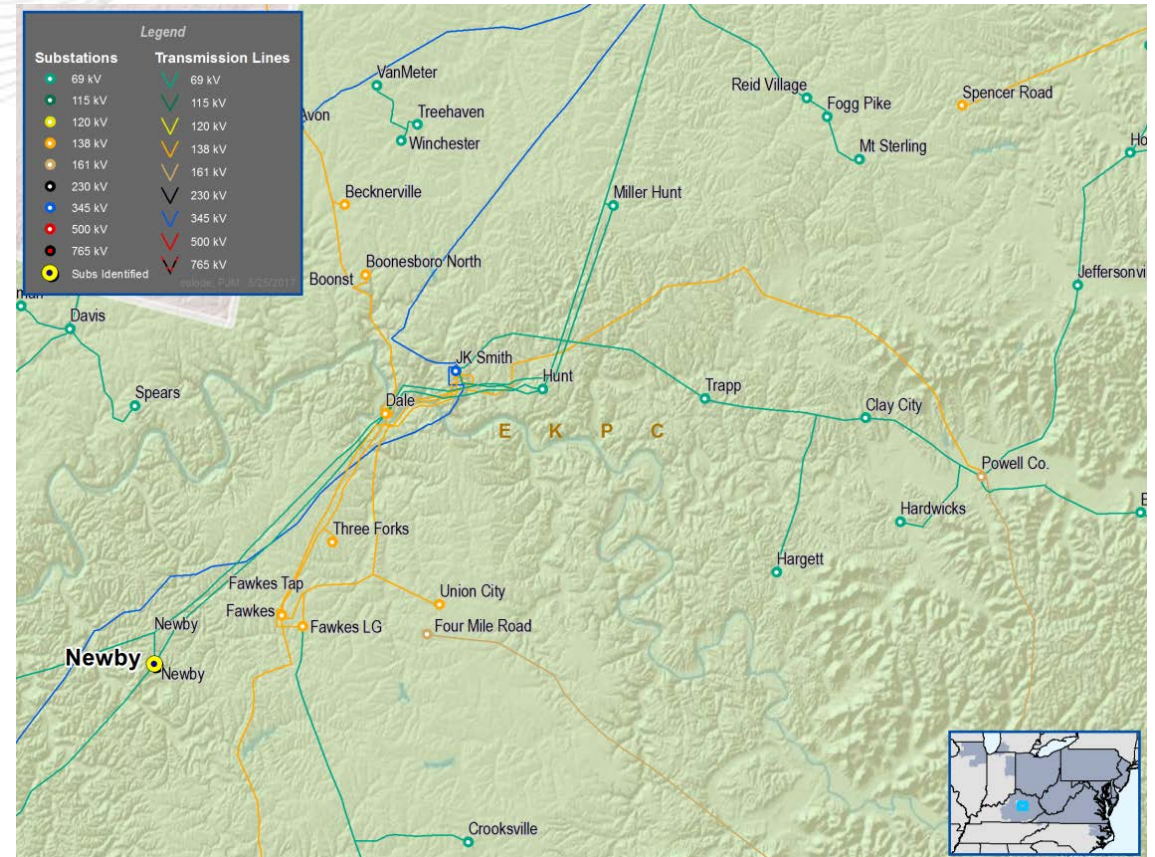 Legend
Substations
69 kV
115 kV
120 kV
138 kV
161 kV
230 kV
345 kV
500 kV
765 kV
Subs Identified
Transmission Lines
69 kV
115 kV
120 kV
138 kV
161 kV
230 kV
345 kV
500 kV
765 kV
Avon
VanMeter
Treehaven
Winchester
Reid Village
Fogg Pike
Mt Sterling
Spencer Road
Ho
Becknerville
Miller Hunt
Boonesboro North
Boonst
Jeffersonvi
Davis
Spears
JK Smith
Hunt
Dale
E K P C
Trapp
Clay City
Powell Co.
Hardwicks
Hargett
E
Three Forks
Fawkes Tap
Fawkes
Fawkes LG
Union City
Four Mile Road
Newby
Newby
Newby
Crooksville